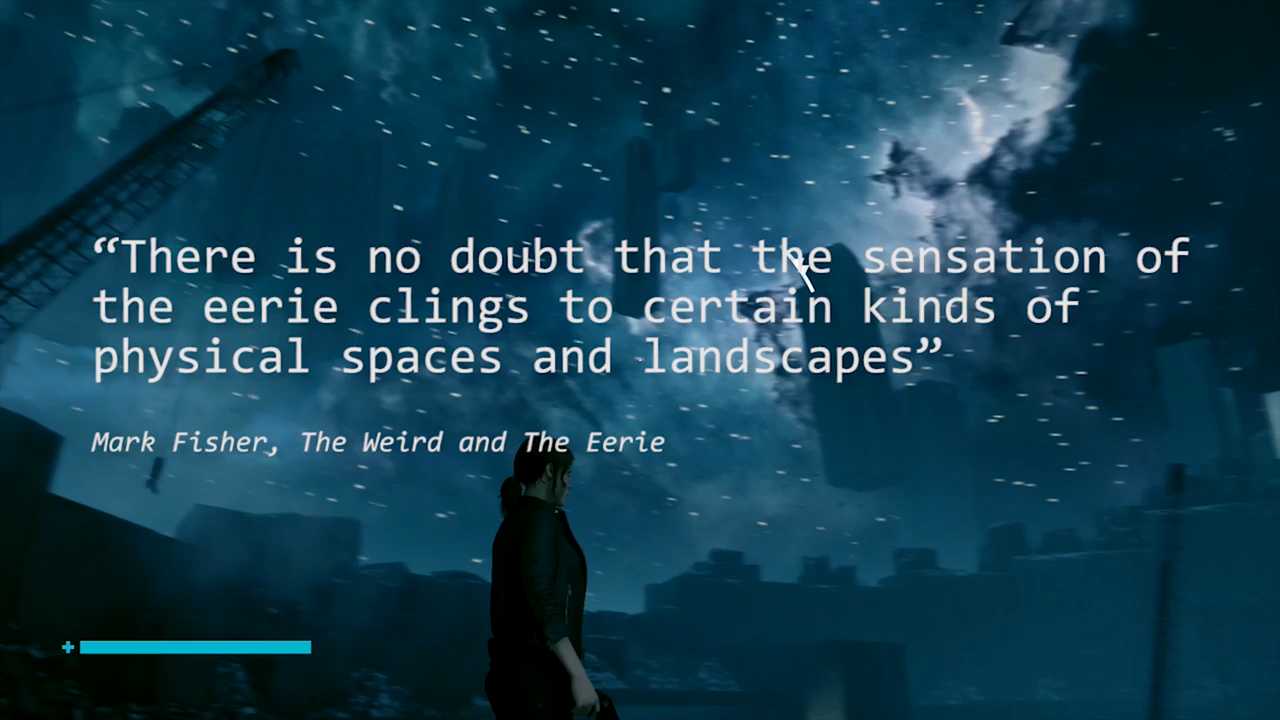 “There is no doubt that the sensation of
the eerie clings to certain kinds of
physical spaces and landscapes”
Mark Fisher, The Weird and The Eerie